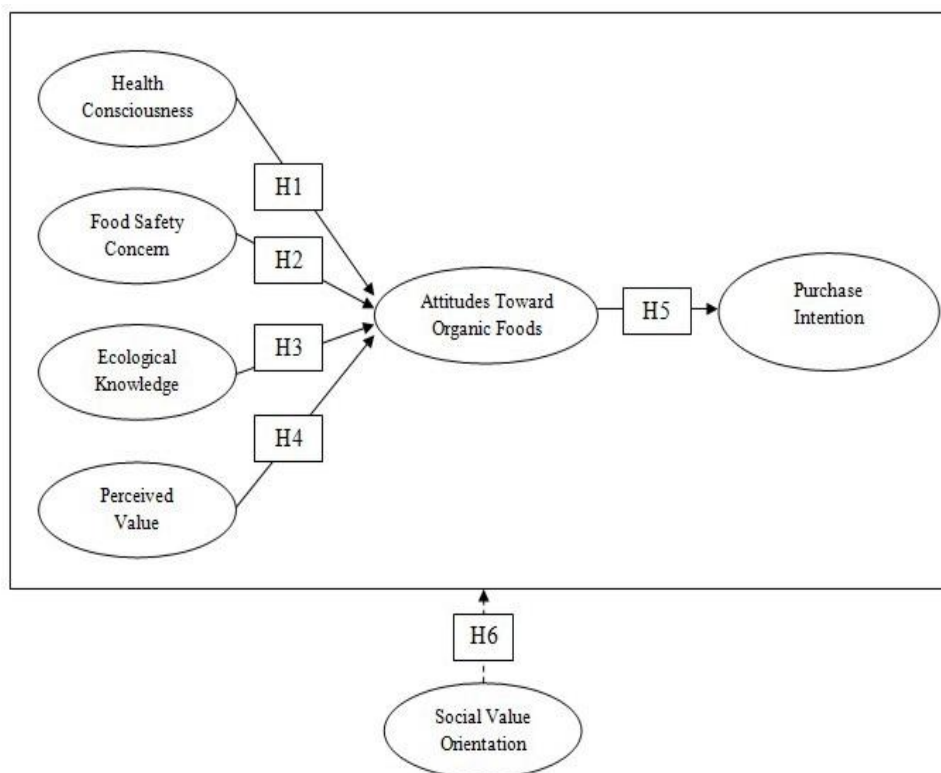 Health
Consciousness
H1
Food Safety
Concern
H2
Ecological
Knowledge
H3
Perceived
Value
H4
Attitudes Toward
Organic Foods
H5
Purchase
Intention
H6
Social Value
Orientation